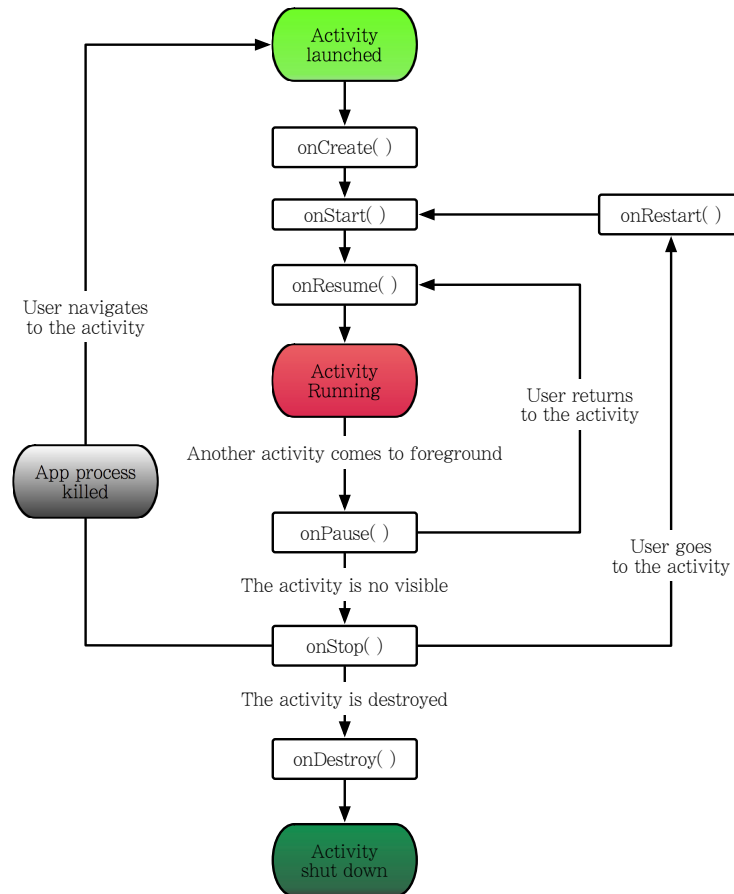 Activity
launched
onCreate( )
onStart( )
onRestart( )
onResume( )
User navigates
to the activity
Activity
Running
User returns
to the activity
Another activity comes to foreground
App process
killed
onPause( )
User goes
to the activity
The activity is no visible
onStop( )
The activity is destroyed
onDestroy( )
Activity
shut down